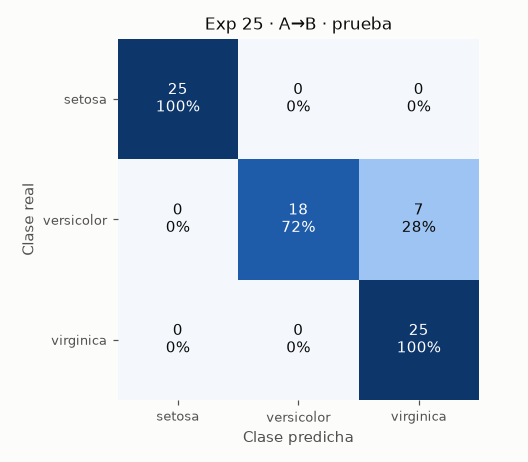 Exp 25 · A→B · prueba
Clase real
setosa
25
100%
0
0%
0
0%
versicolor
0
0%
18
72%
7
28%
virginica
0
0%
0
0%
25
100%
setosa
versicolor
virginica
Clase predicha